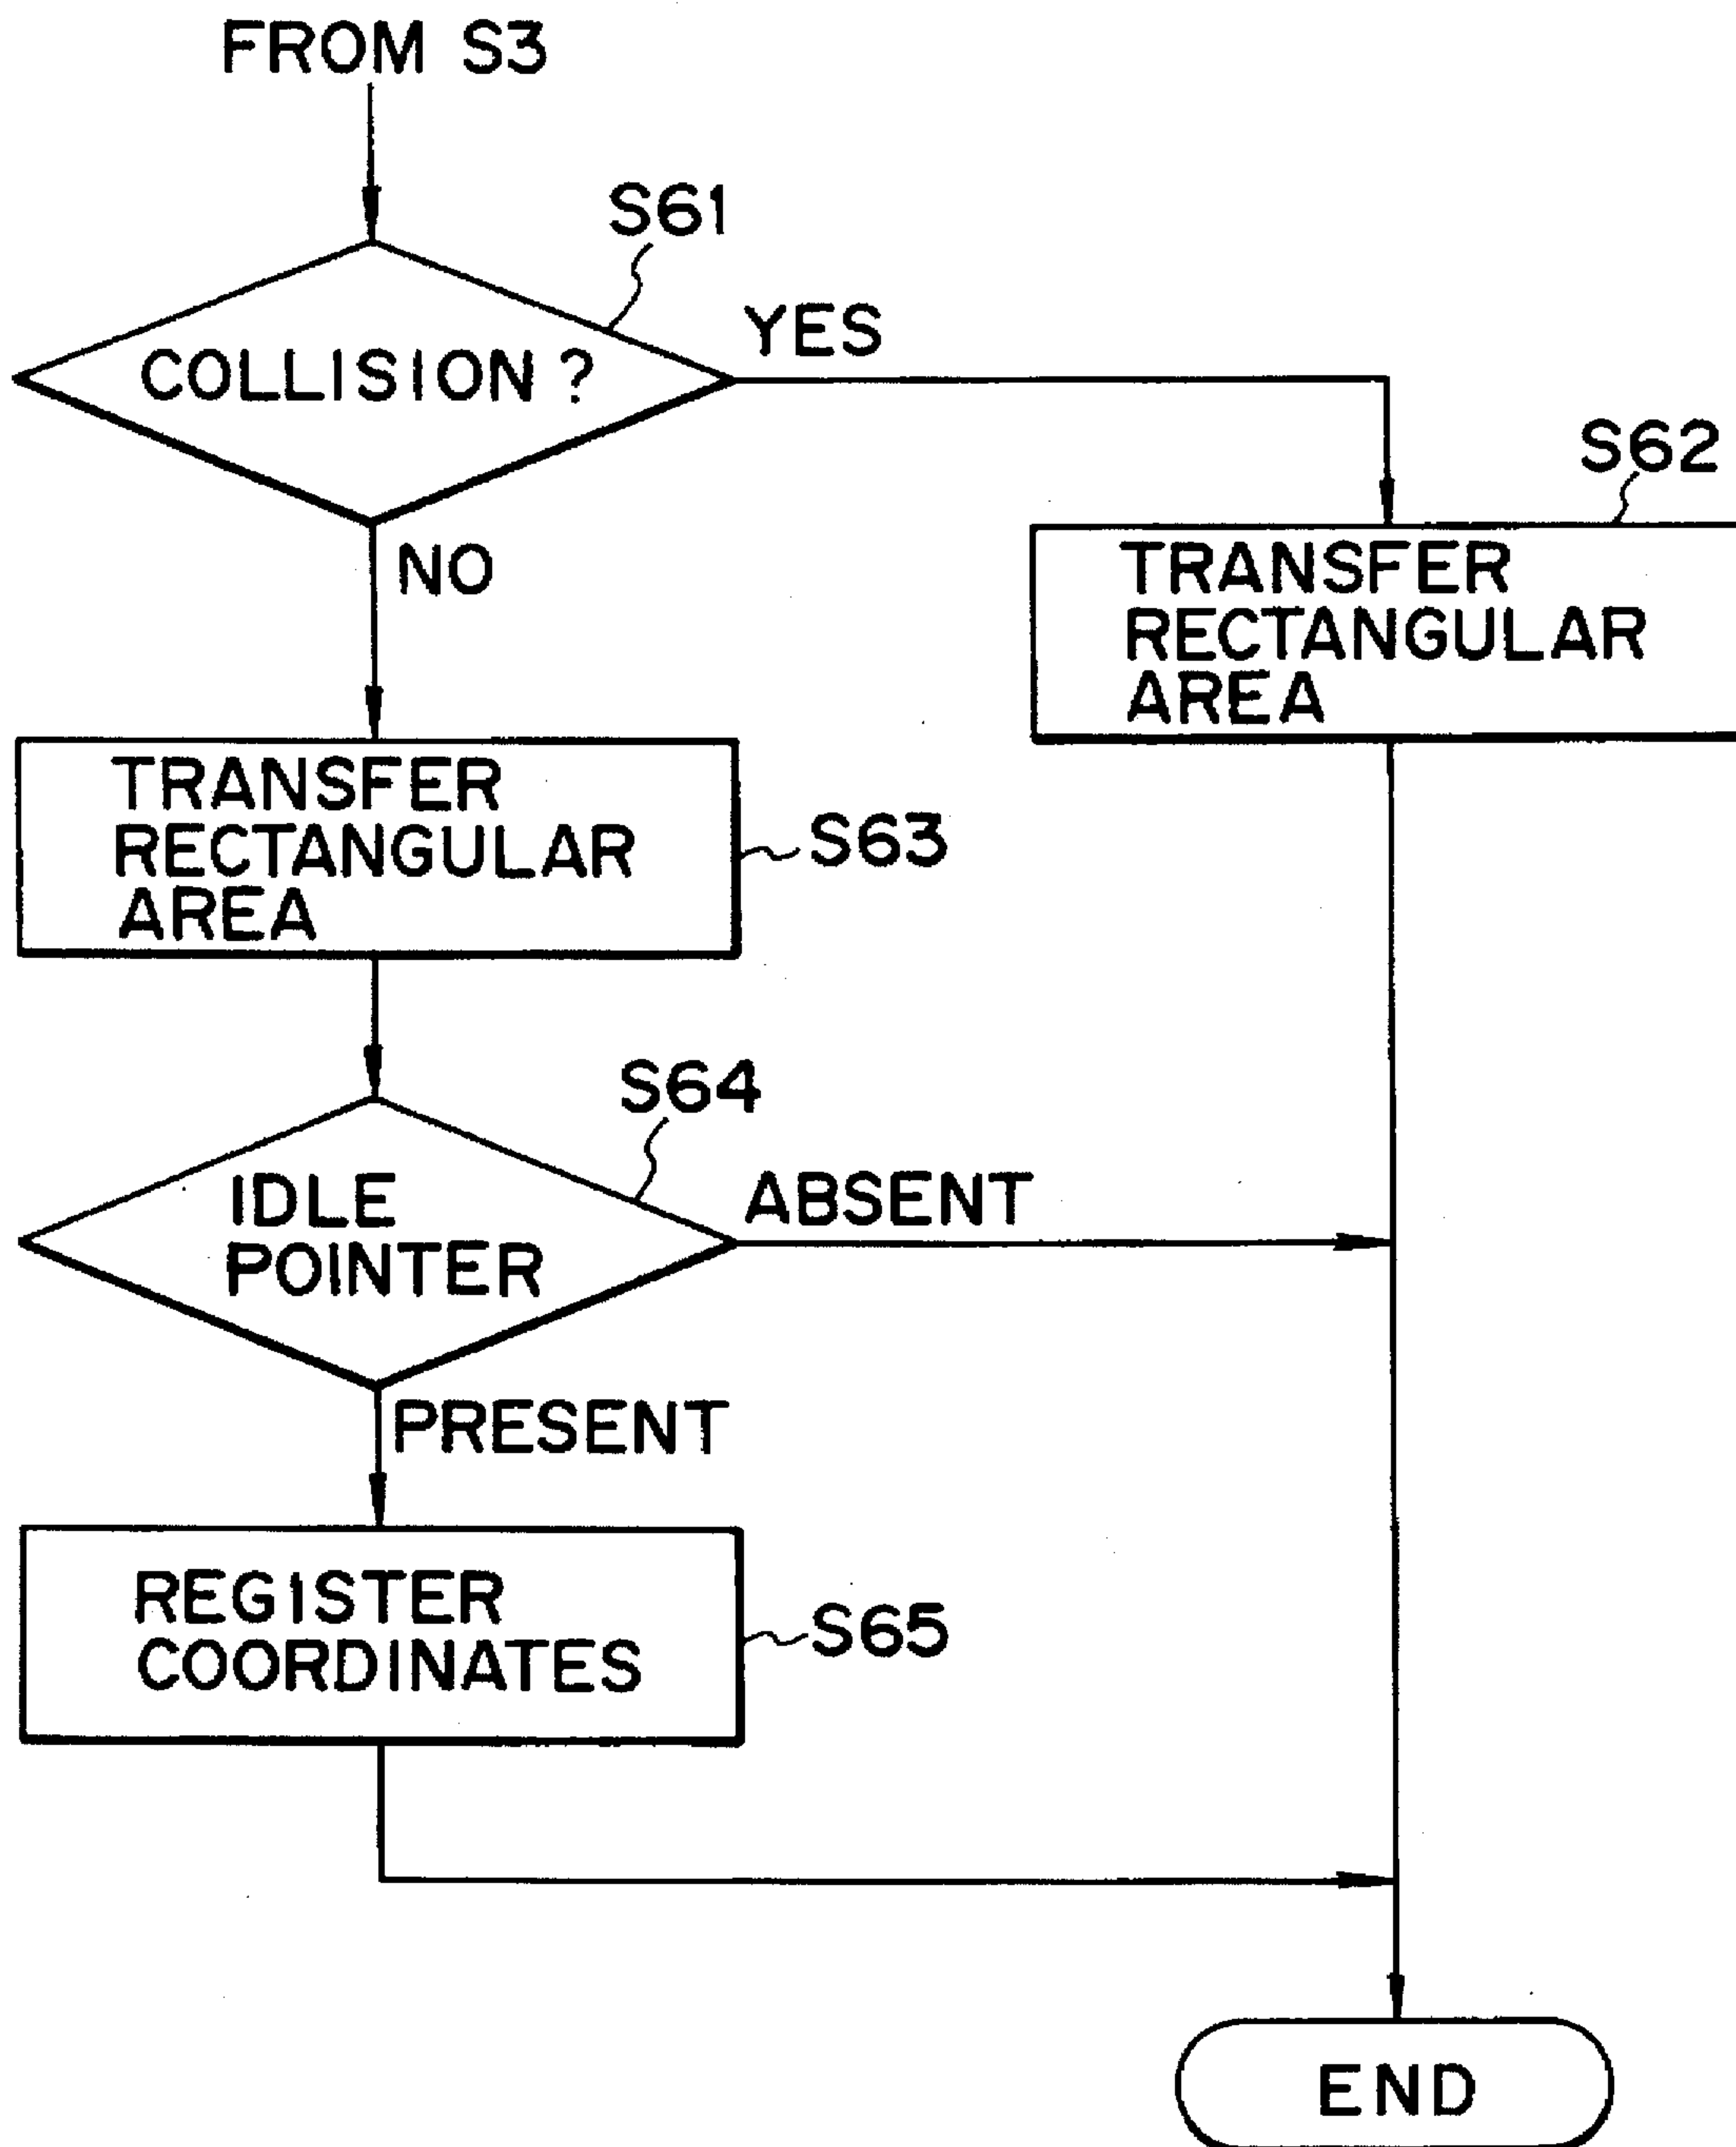 FROM S3
S61
COLLISION?
YES
S62
NO
TRANSFER
RECTANGULAR
AREA
TRANSFER
RECTANGULAR
AREA
S63
S64
IDLE
POINTER
ABSENT
PRESENT
REGISTER
COORDINATES
S65
END